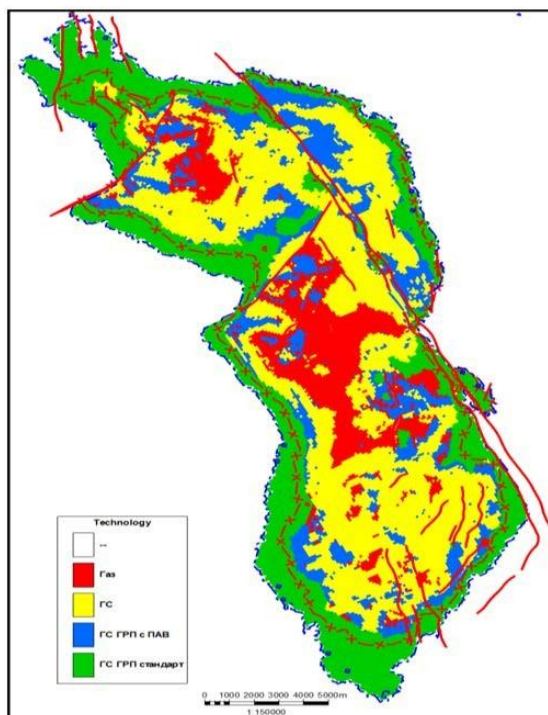 Technology
--
Газ
ГС
ГС ГРП с ПАВ
ГС ГРП стандарт
0 1000 2000 3000 4000 5000m
1:150000